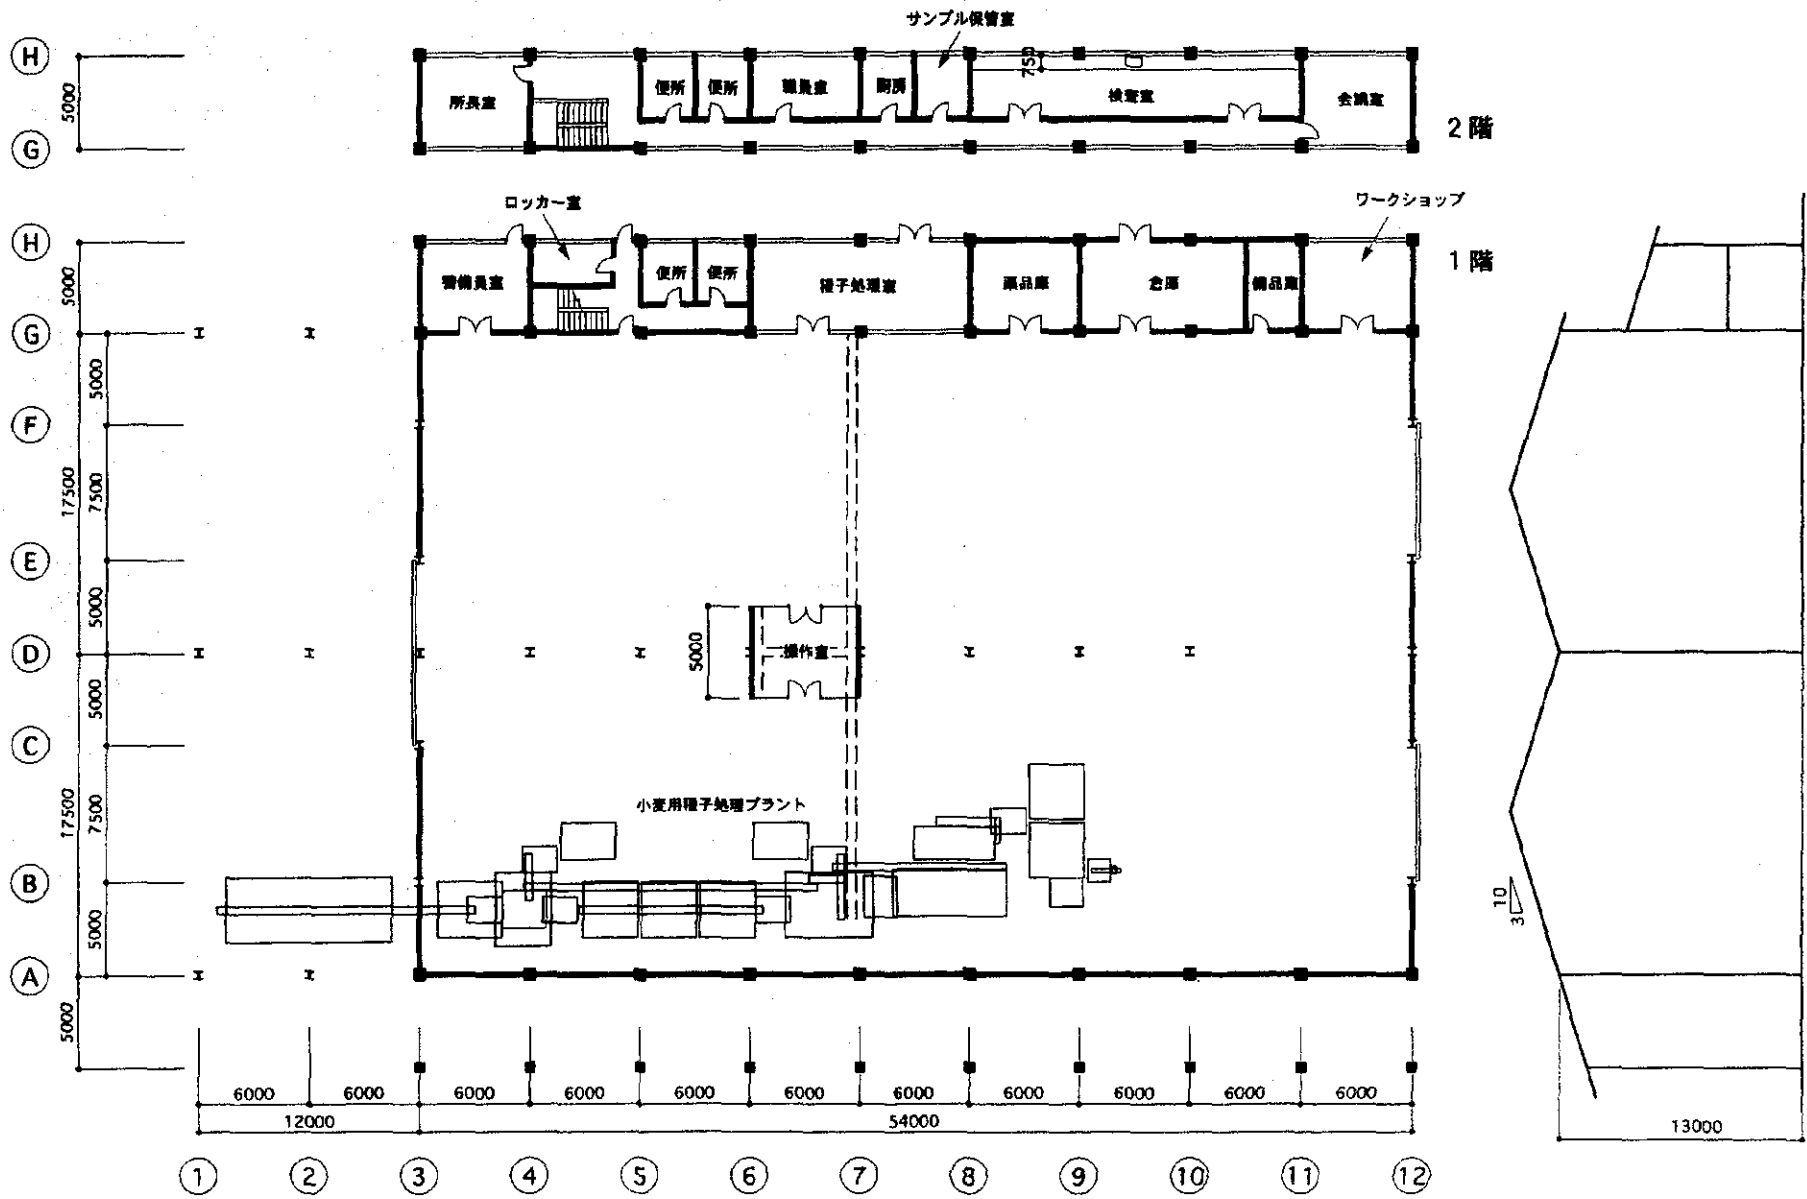 サンプル保管室
H
5000
G
所長室
便所
便所
職員室
厨房
750
検査室
会議室
2階
ロッカー室
ワークショップ
H
5000
G
警備員室
便所
便所
種子処理室
薬品庫
倉庫
備品庫
1階
5000
F
17500
7500
E
5000
D
5000
操作室
5000
C
17500
7500
小麦用種子処理プラント
B
5000
A
5000
10
3
6000
6000
6000
6000
6000
6000
6000
6000
6000
6000
6000
12000
54000
13000
1
2
3
4
5
6
7
8
9
10
11
12